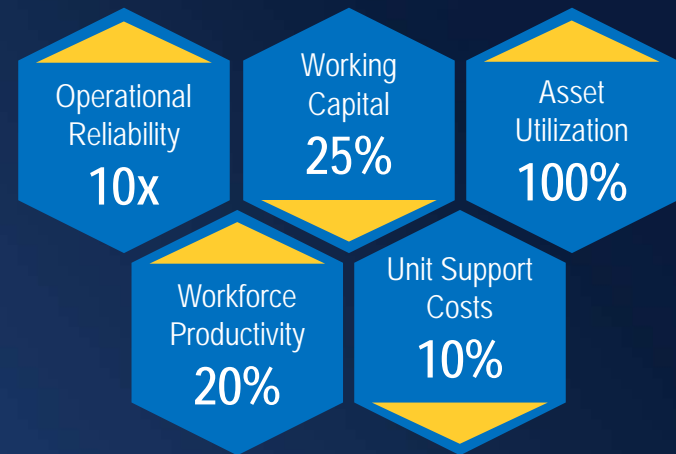 Operational
Reliability
10x
Working
Capital
25%
Asset
Utilization
100%
Workforce
Productivity
20%
Unit Support
Costs
10%